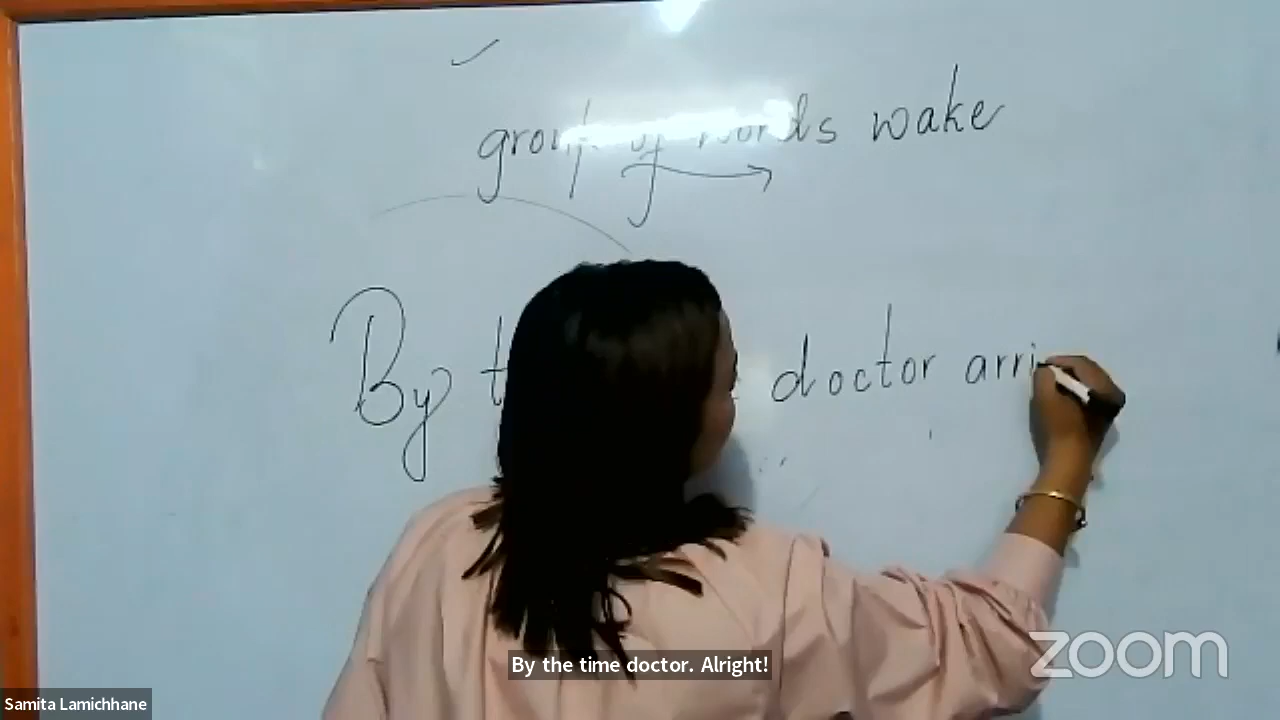 group of words wake
By t doctor arri
By the time doctor. Alright!
zoom
Samita Lamichhane